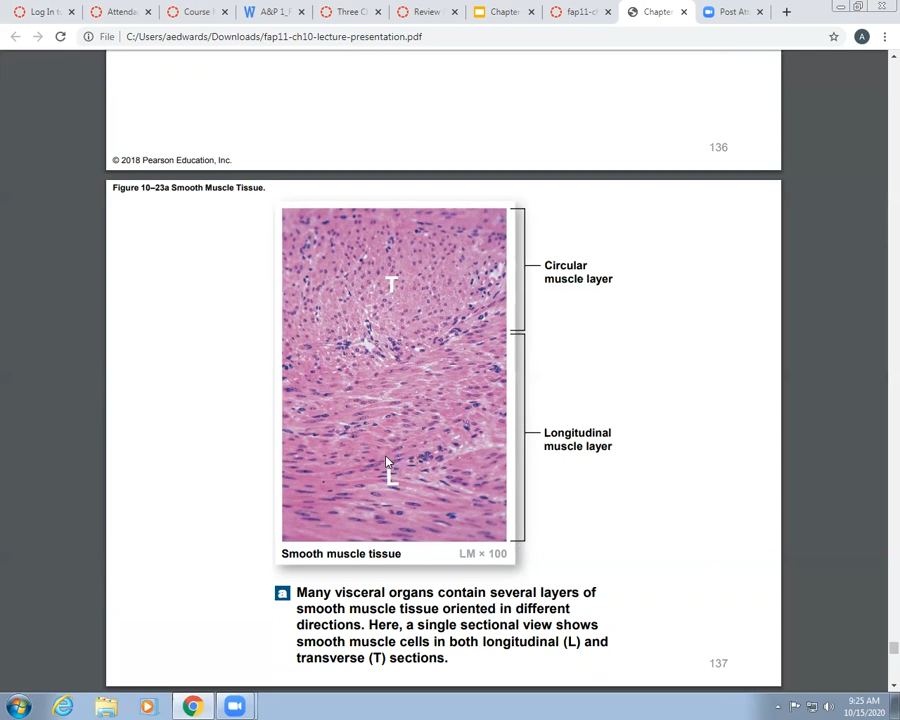 Log In to
Attenda
Course
A&P 1_
Three C
Review
Chapter
fap11-ch
Chapter
Post Att
File
C:/Users/aedwards/Downloads/fap11-ch10-lecture-presentation.pdf
A
136
© 2018 Pearson Education, Inc.
Figure 10–23a Smooth Muscle Tissue.
T
Circular
muscle layer
Longitudinal
muscle layer
L
Smooth muscle tissue LM × 100
a Many visceral organs contain several layers of
smooth muscle tissue oriented in different
directions. Here, a single sectional view shows
smooth muscle cells in both longitudinal (L) and
transverse (T) sections.
137
9:25 AM
10/15/2020